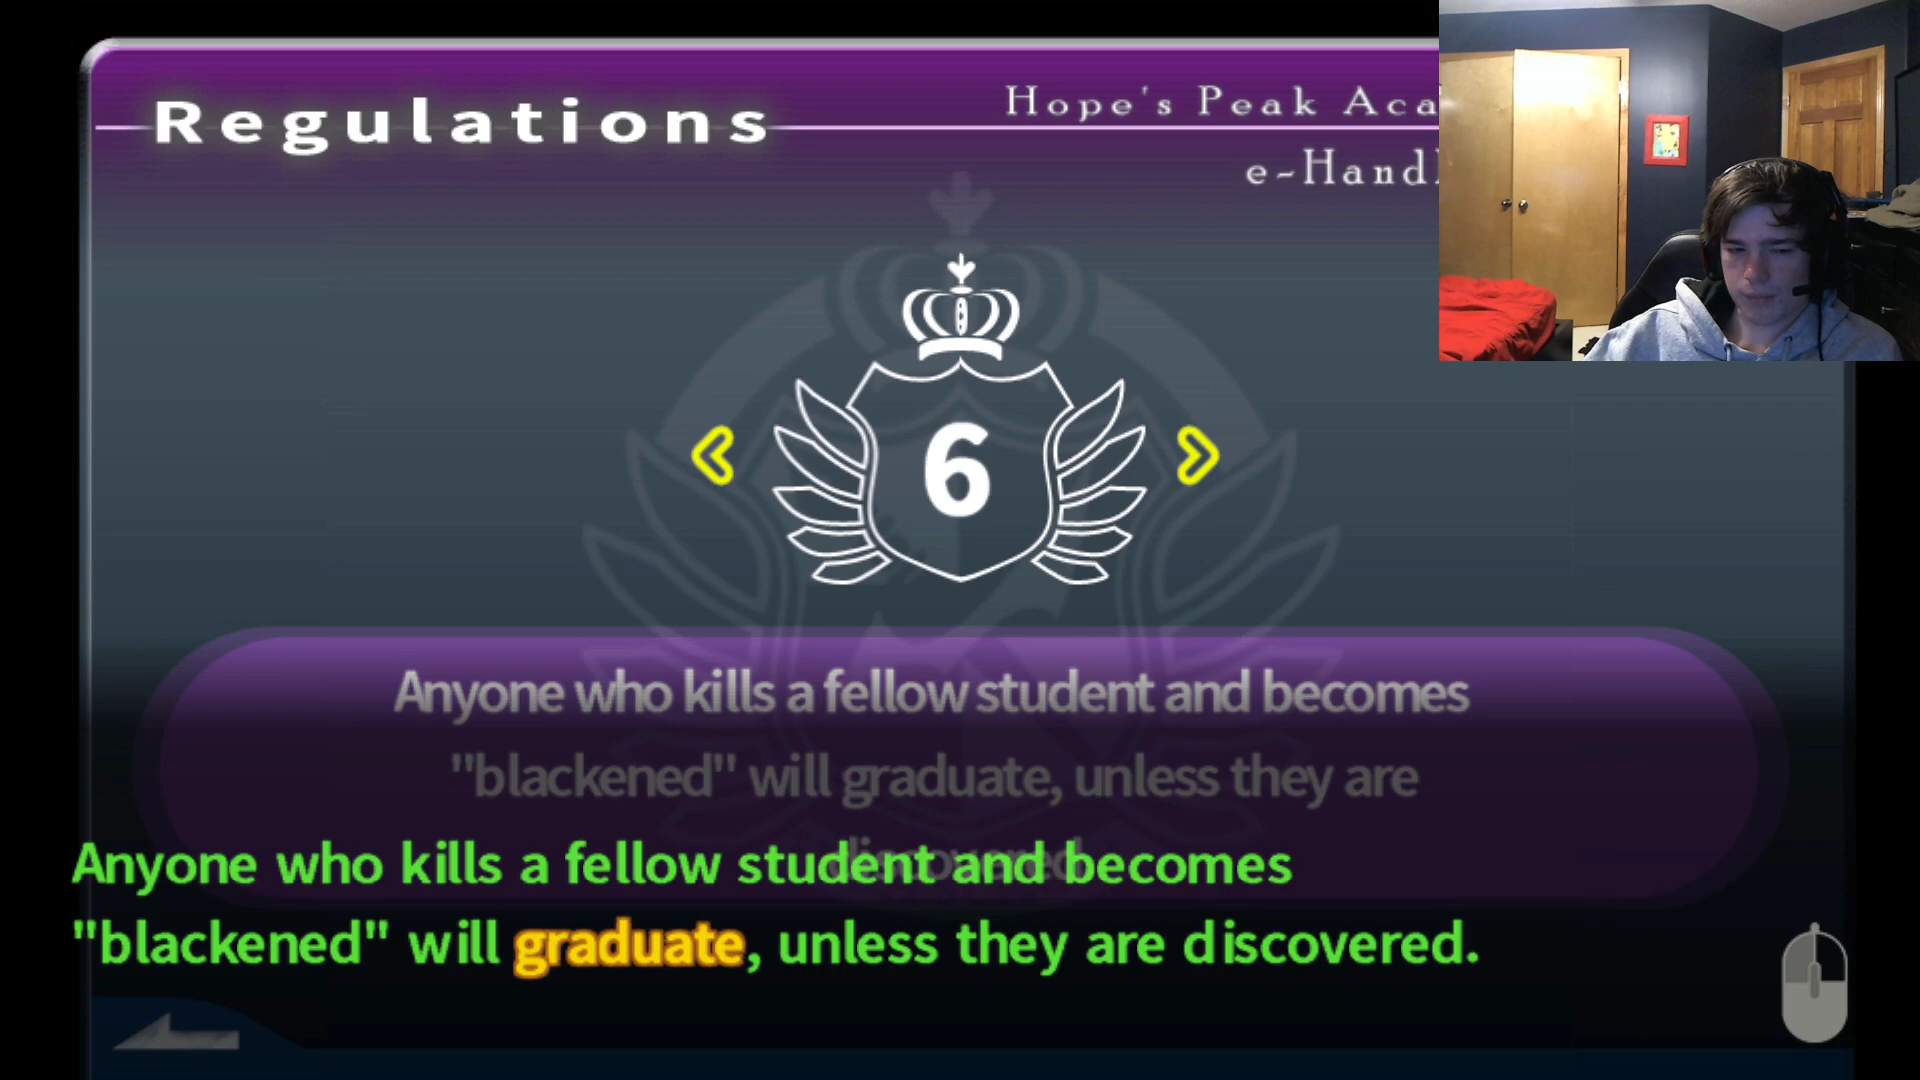 Regulations
Hope's Peak Aca
e-Hand
6
Anyone who kills a fellow student and becomes
"blackened" will graduate, unless they are
discovered.
Anyone who kills a fellow student and becomes
"blackened" will graduate, unless they are discovered.